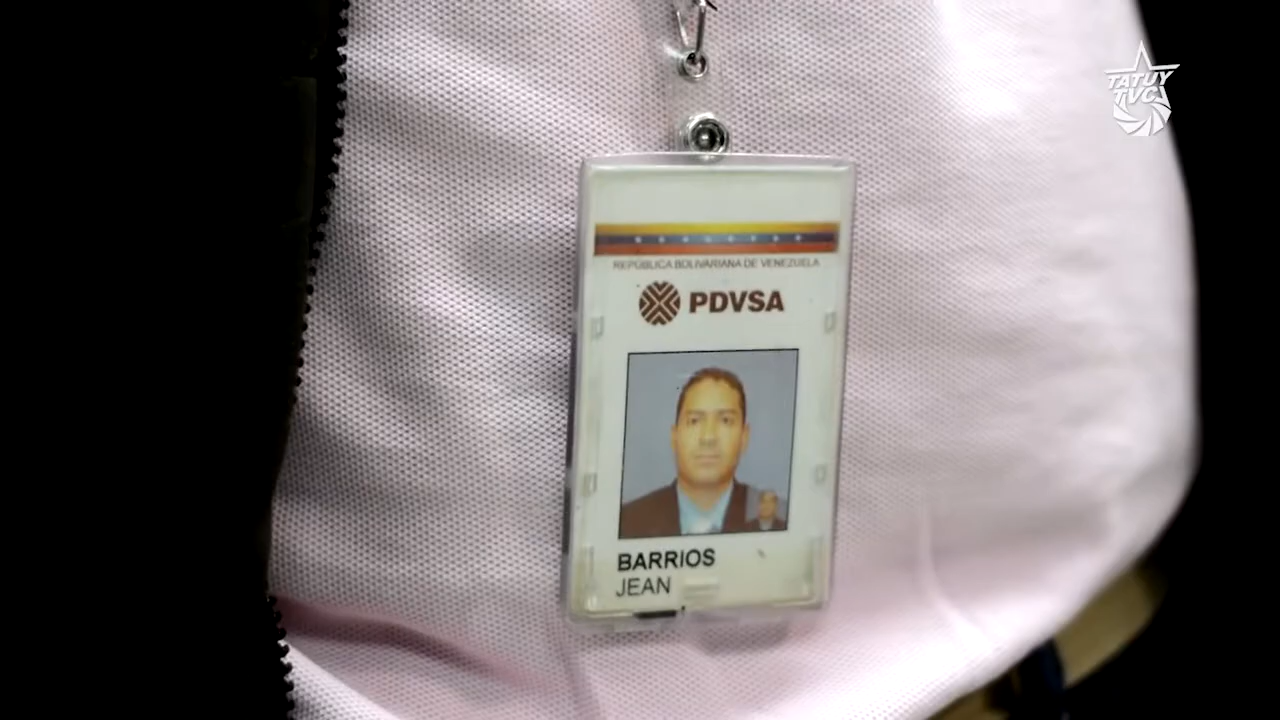 TATUY
TVC
REPÚBLICA BOLIVARIANA DE VENEZUELA
PDVSA
BARRIOS
JEAN